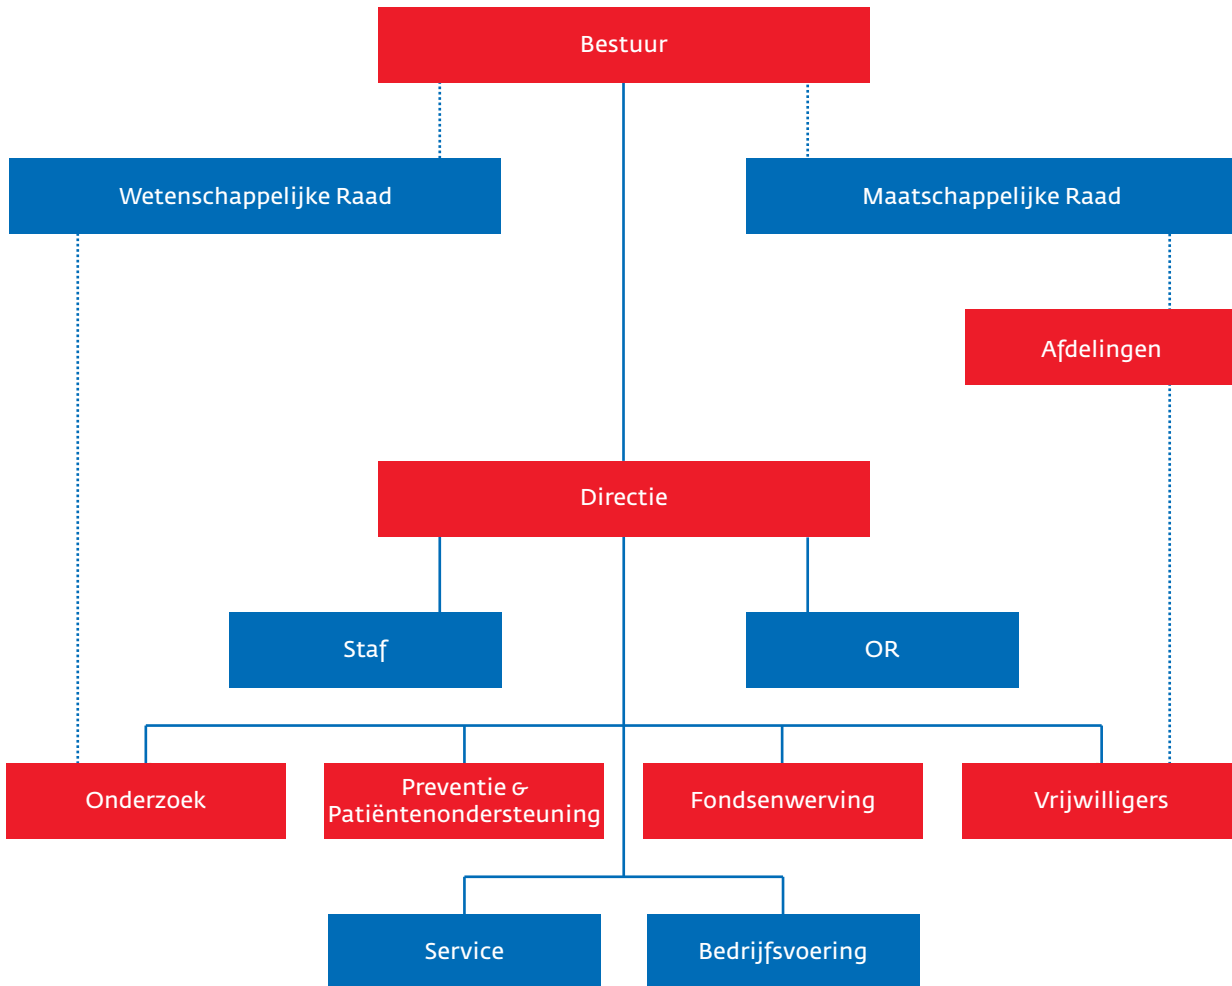 Bestuur
Wetenschappelijke Raad
Maatschappelijke Raad
Afdelingen
Directie
Staf
OR
Onderzoek
Preventie &
Patiëntenondersteuning
Fondsenwerving
Vrijwilligers
Service
Bedrijfsvoering